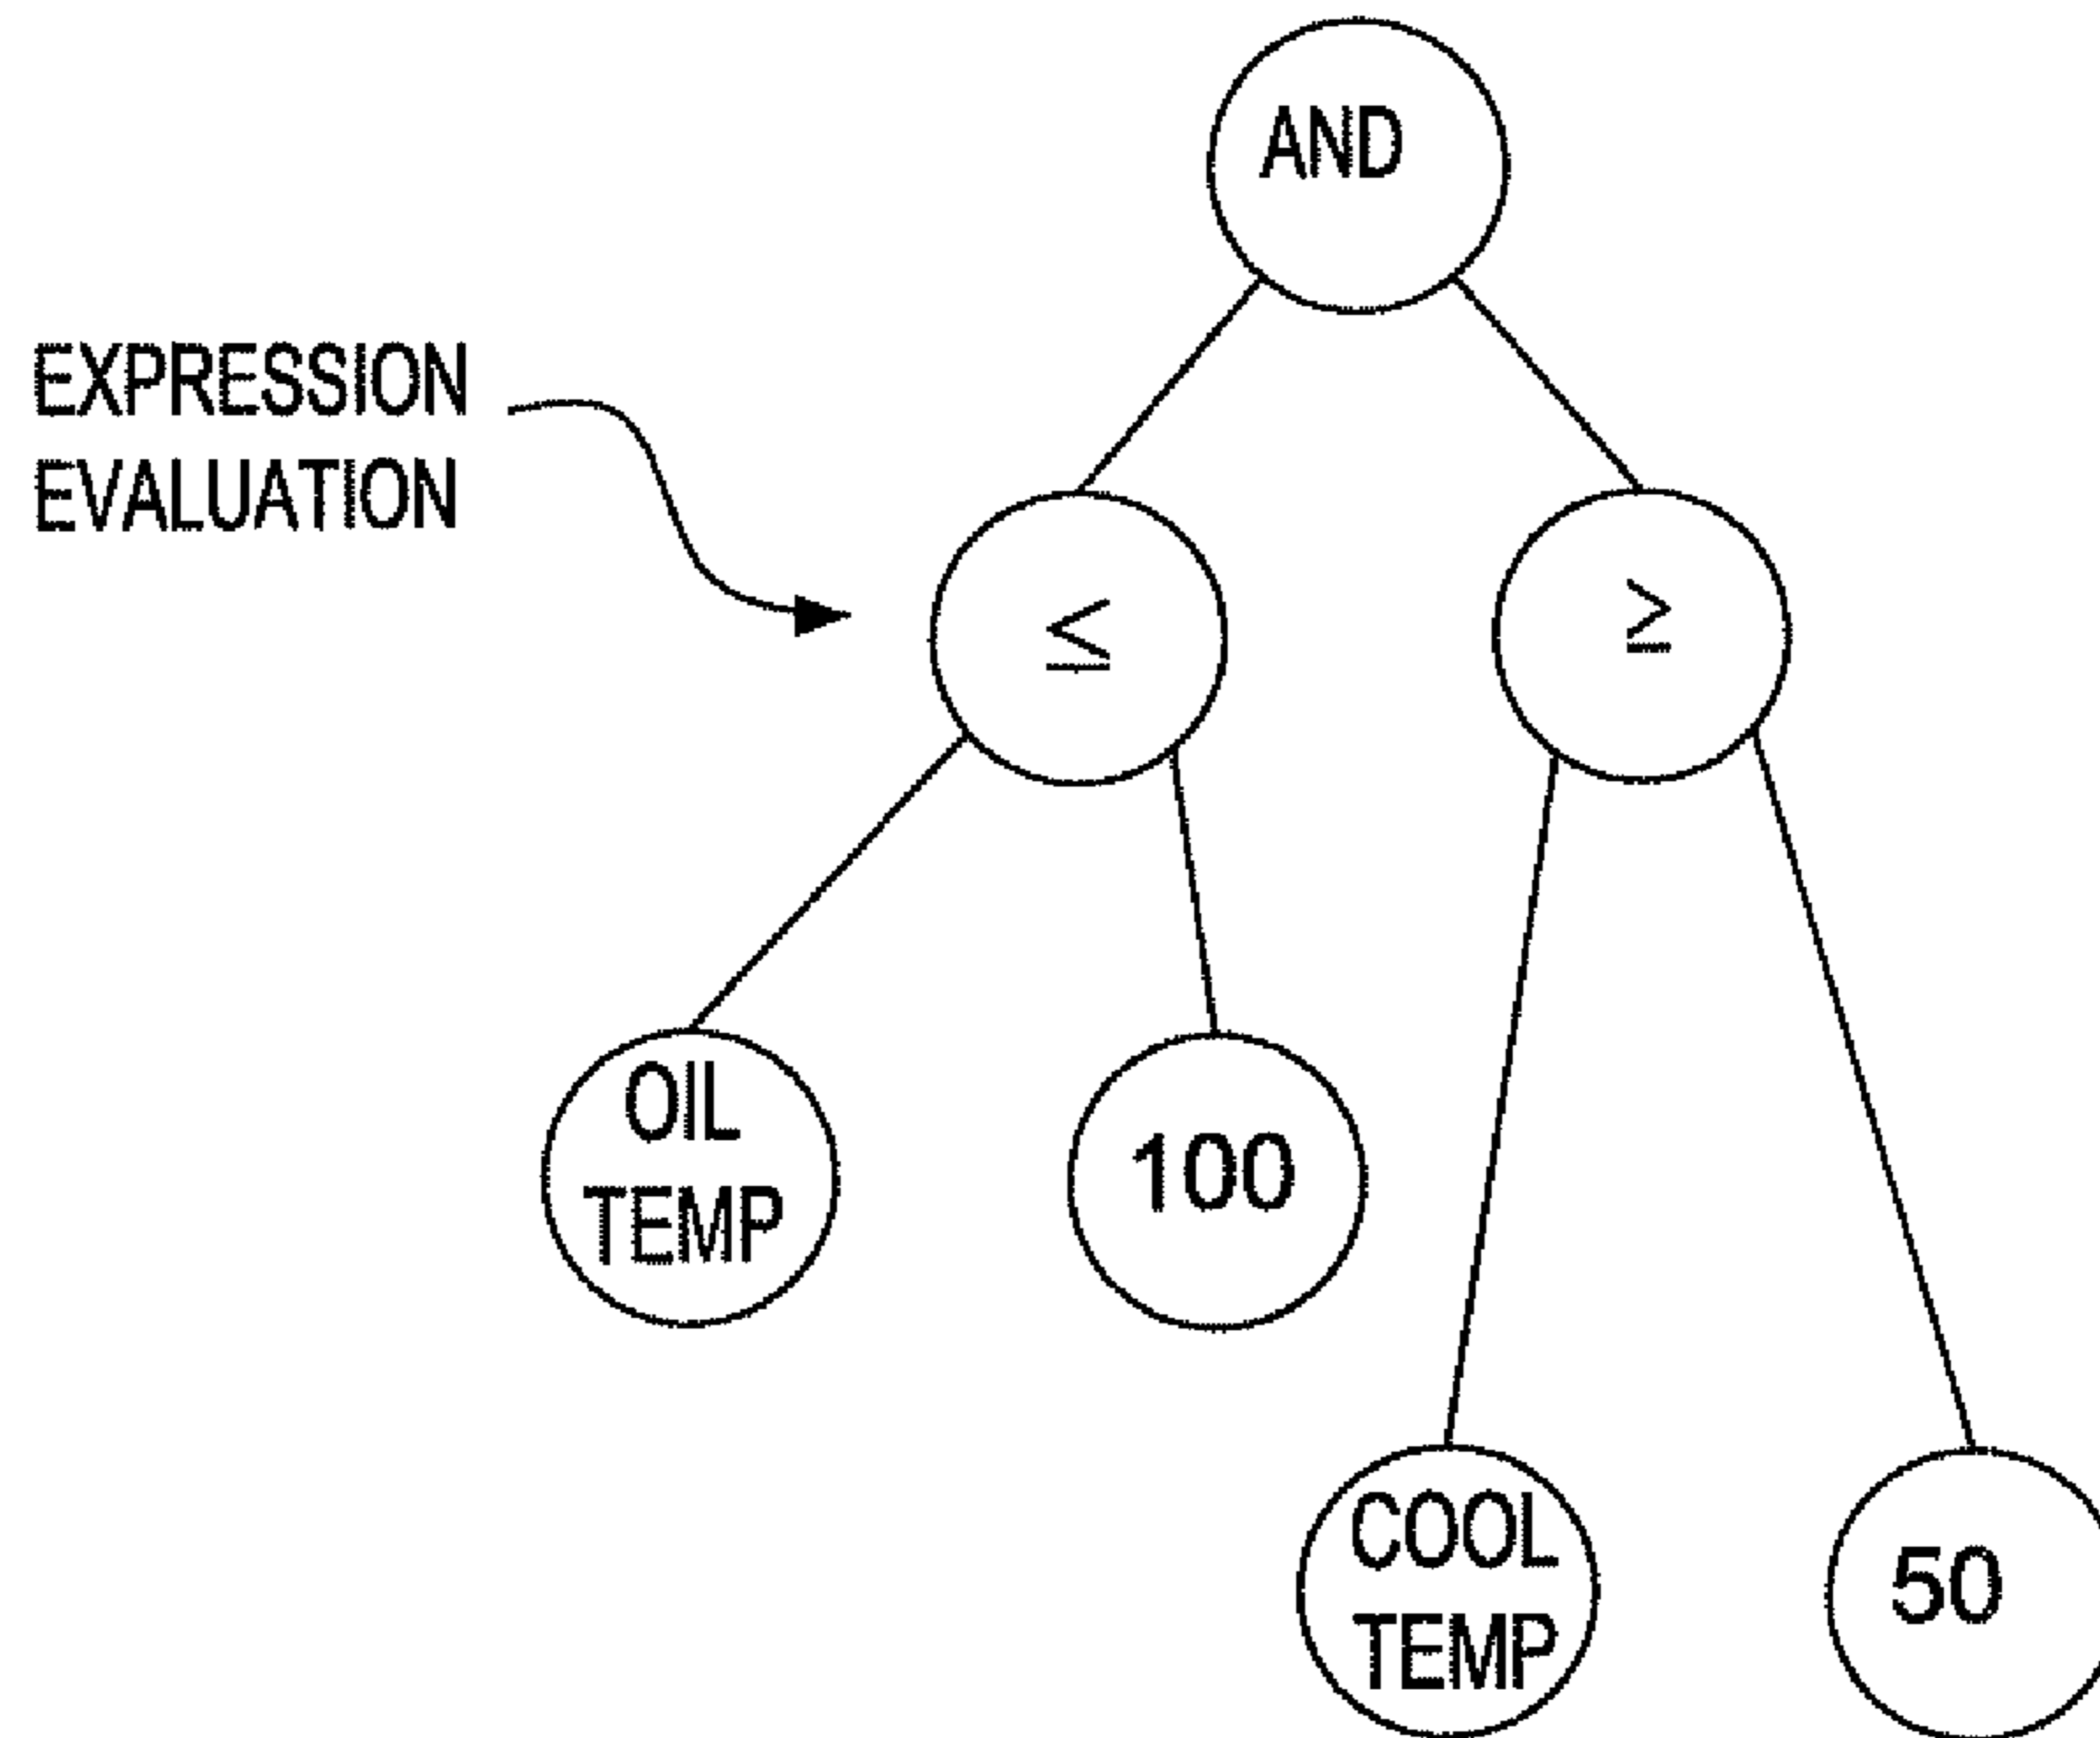 AND
EXPRESSION
EVALUATION
≤
≥
OIL
TEMP
100
COOL
TEMP
50